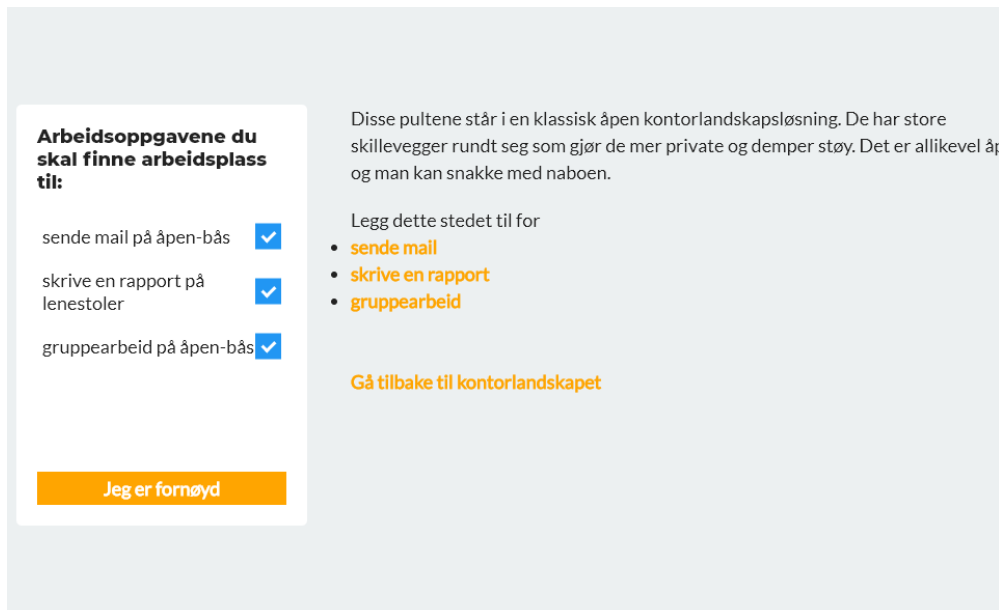 Arbeidsoppgavene du
skal finne arbeidsplass
til:
sende mail på åpen-bås
skrive en rapport på
lenestoler
gruppearbeid på åpen-bås
Jeg er fornøyd
Disse pultene står i en klassisk åpen kontorlandskapsløsning. De har store
skillevegger rundt seg som gjør de mer private og demper støy. Det er allikevel
og man kan snakke med naboen.
Legg dette stedet til for
sende mail
skrive en rapport
gruppearbeid
Gå tilbake til kontorlandskapet